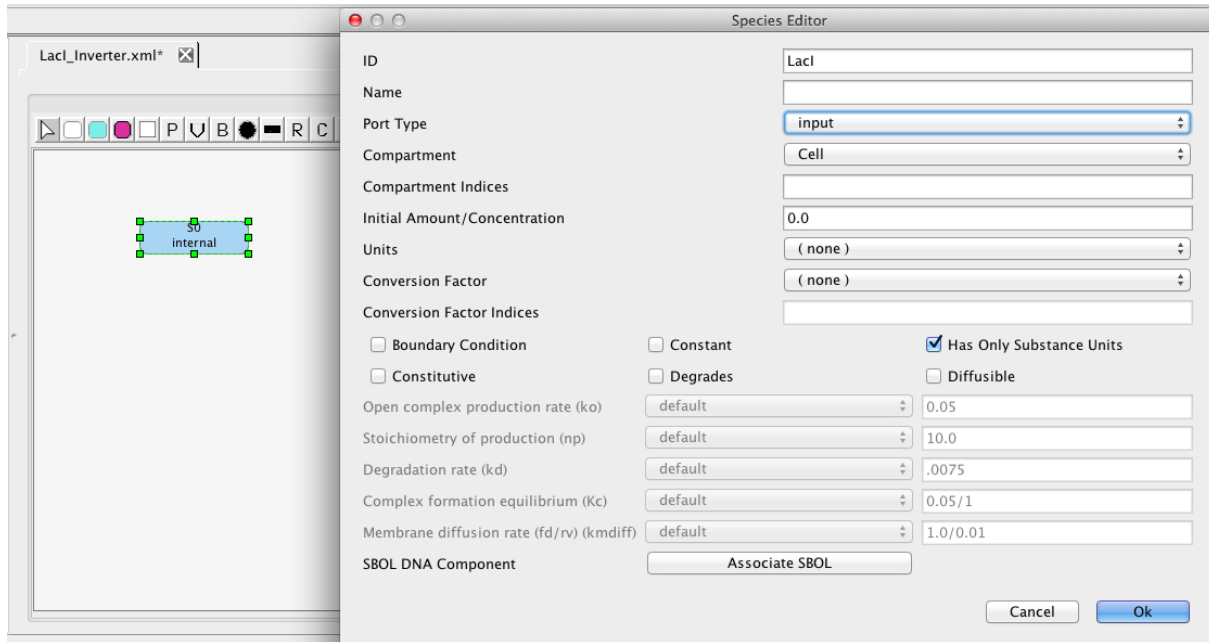 Species Editor
LacI_Inverter.xml*
P V B R C
S0
internal
ID LacI
Name
Port Type input
Compartment Cell
Compartment Indices
Initial Amount/Concentration 0.0
Units ( none )
Conversion Factor ( none )
Conversion Factor Indices
Boundary Condition Constant Has Only Substance Units
Constitutive Degrades Diffusible
Open complex production rate (ko) default 0.05
Stoichiometry of production (np) default 10.0
Degradation rate (kd) default .0075
Complex formation equilibrium (Kc) default 0.05/1
Membrane diffusion rate (fd/rv) (kmdiff) default 1.0/0.01
SBOL DNA Component Associate SBOL
Cancel Ok